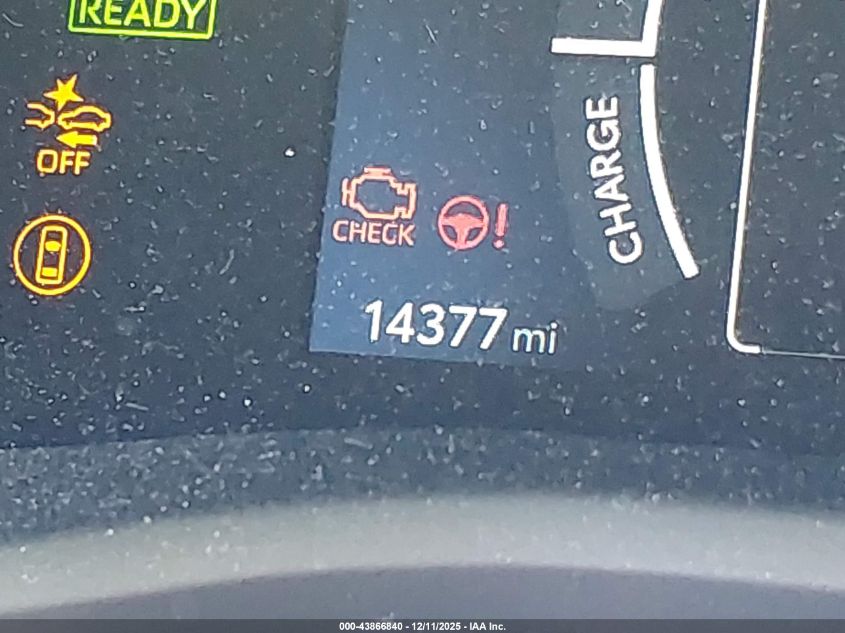 READY
OFF
CHARGE
CHECK
!
14377 mi
000-43866840 - 12/11/2025 - IAA Inc.